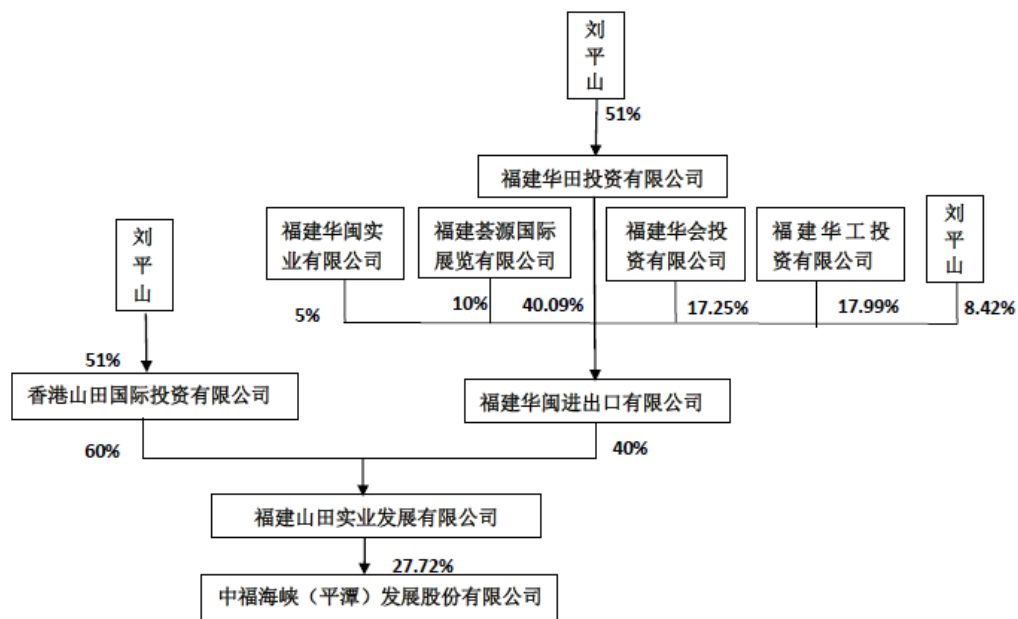 刘
平
山
51%
福建华田投资有限公司
刘
平
山
福建华闽实
业有限公司
福建荟源国际
展览有限公司
福建华会投
资有限公司
福建华工投
资有限公司
刘
平
山
5%
10%
40.09%
17.25%
17.99%
8.42%
51%
香港山田国际投资有限公司
福建华闽进出口有限公司
60%
40%
福建山田实业发展有限公司
27.72%
中福海峡（平潭）发展股份有限公司